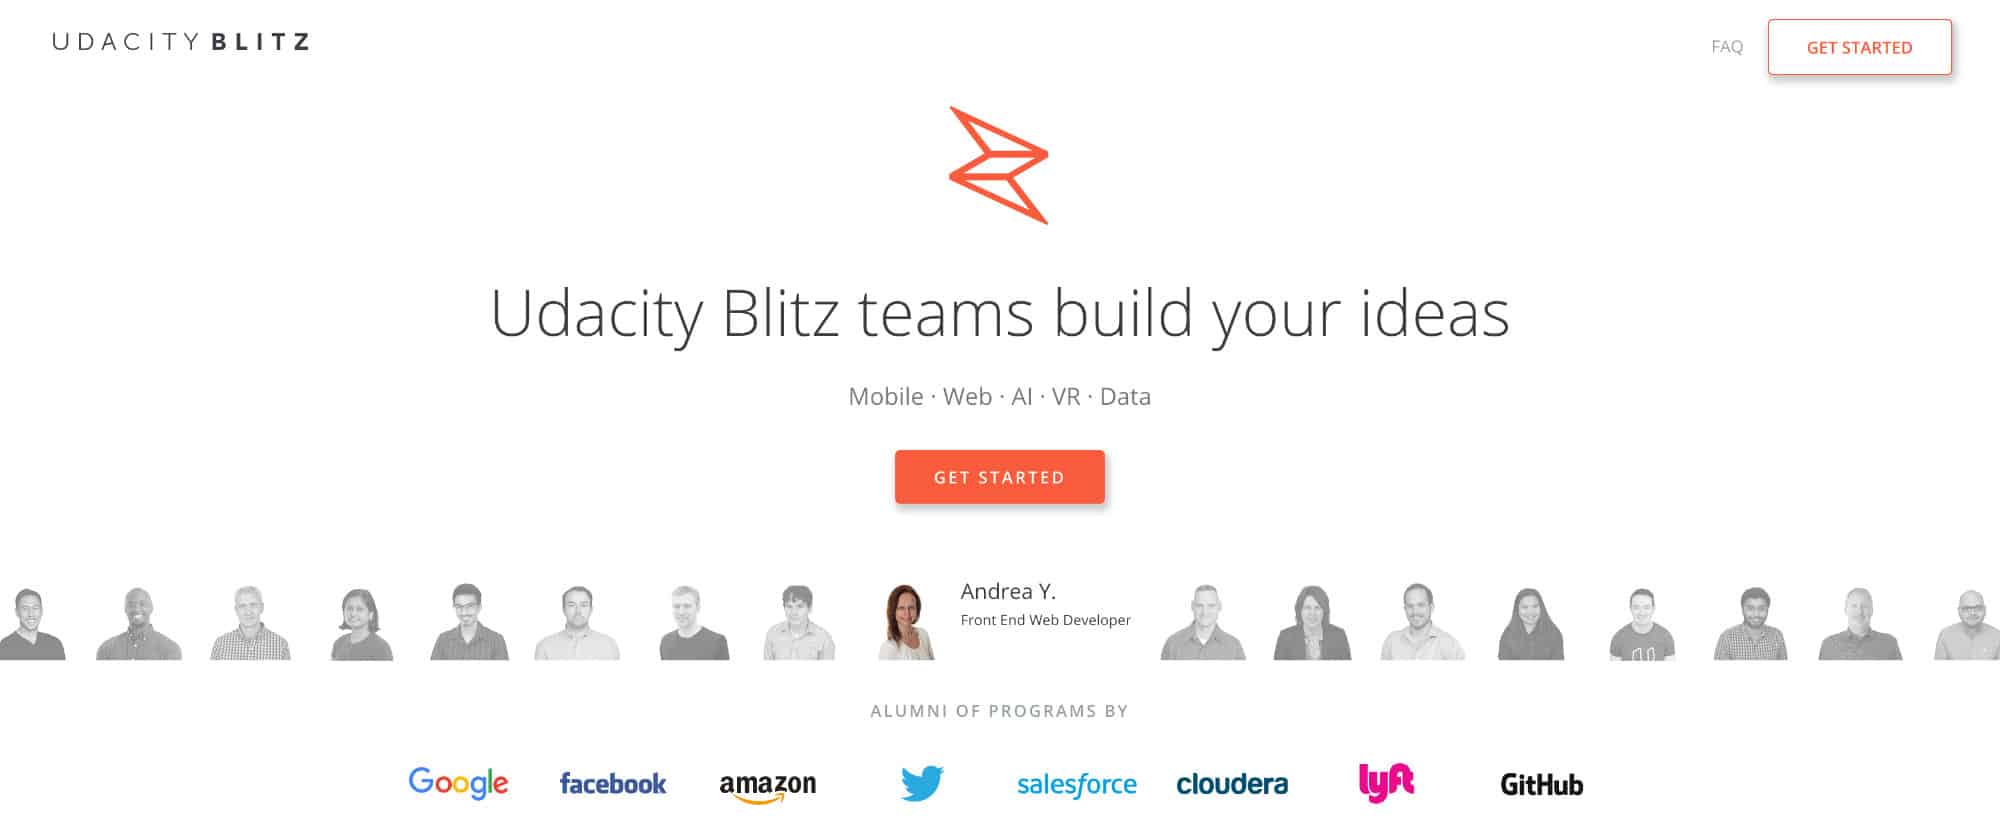 UDACITY BLITZ
FAQ
GET STARTED
Udacity Blitz teams build your ideas
Mobile · Web · AI · VR · Data
GET STARTED
Andrea Y.
Front End Web Developer
ALUMNI OF PROGRAMS BY
Google facebook amazon salesforce cloudera lyft GitHub